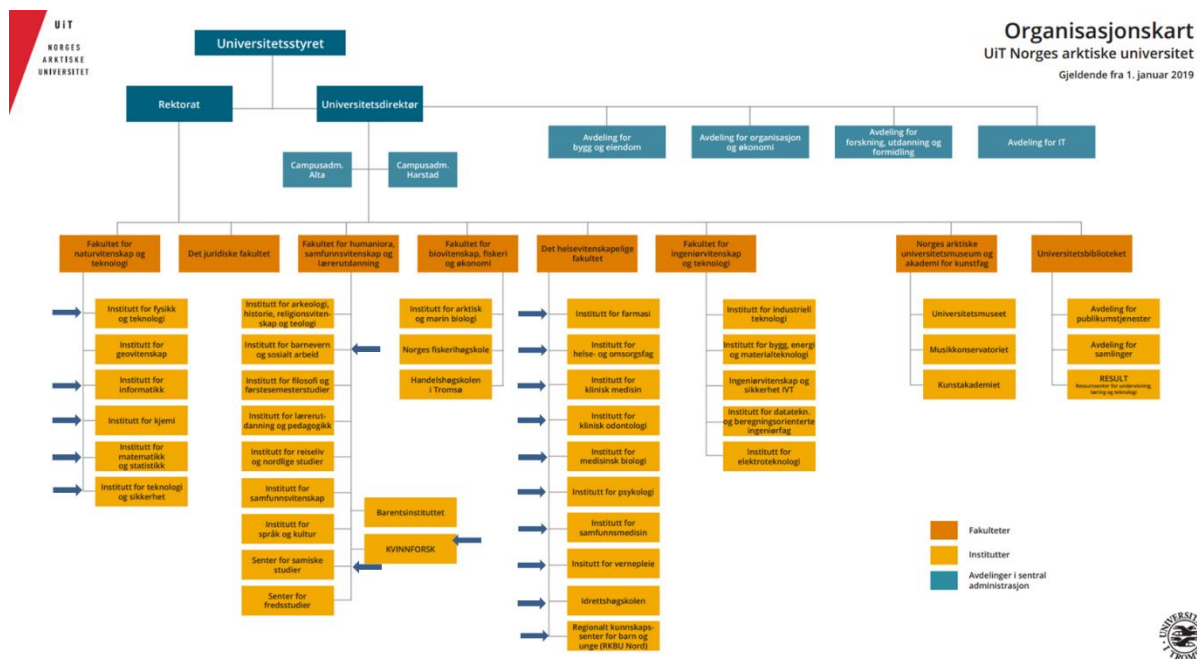 UiT
NORGES
ARKTISKE
UNIVERSITET
Organisasjonskart
UiT Norges arktiske universitet
Gjeldende fra 1. januar 2019
Universitetsstyret
Rektorat
Universitetsdirektør
Avdeling for
bygg og eiendom
Avdeling for organisasjon
og økonomi
Avdeling for
forskning, utdanning og
formidling
Avdeling for IT
Campusadm.
Alta
Campusadm.
Harstad
Fakultet for
naturvitenskap og
teknologi
Institutt for fysikk
og teknologi
Institutt for
geovitenskap
Institutt for
informatikk
Institutt for kjemi
Institutt for
matematikk
og statistikk
Institutt for teknologi
og sikkerhet
Det juridiske fakultet
Fakultet for humaniora,
samfunnsvitenskap og
lærerutdanning
Institutt for arkeologi,
historie, religionsviten-
skap og teologi
Institutt for barnevern
og sosialt arbeid
Institutt for filosofi og
førstesemesterstudier
Institutt for lærerut-
danning og pedagogikk
Institutt for reiseliv
og nordlige studier
Institutt for
samfunnsvitenskap
Institutt for
språk og kultur
Senter for samiske
studier
Senter for
fredsstudier
Barentsinstituttet
KVINNFORSK
Fakultet for
biovitenskap, fiskeri
og økonomi
Institutt for arktisk
og marin biologi
Norges fiskerihøgskole
Handelshøgskolen
i Tromsø
Det helsevitenskapelige
fakultet
Institutt for farmasi
Institutt for
helse- og omsorgsfag
Institutt for
klinisk medisin
Institutt for
klinisk odontologi
Institutt for
medisinsk biologi
Institutt for psykologi
Institutt for
samfunnsmedisin
Insitutt for vernepleie
Idrettshøgskolen
Regionalt kunnskaps-
senter for barn og
unge (RKBU Nord)
Fakultet for
ingeniørvitenskap
og teknologi
Institutt for industriell
teknologi
Institutt for bygg, energi
og materialteknologi
Ingeniørvitenskap og
sikkerhet IVT
Institutt for datatekn.
og beregningsorienterte
ingeniørfag
Institutt for
elektroteknologi
Norges arktiske
universitetsmuseum og
akademi for kunstfag
Universitetsmuseet
Musikkonservatoriet
Kunstakademiet
Universitetsbiblioteket
Avdeling for
publikumstjenester
Avdeling for
samlinger
RESULT
Ressurssenter for undervisning,
læring og teknologi
Fakulteter
Institutter
Avdelinger i sentral
administrasjon
UNIVERSITETET
I TROMSØ